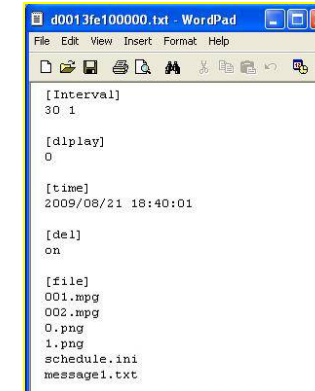 d0013fe100000.txt - WordPad
File Edit View Insert Format Help
[Interval]
30 1
[dlplay]
0
[time]
2009/08/21 18:40:01
[del]
on
[file]
001.mpg
002.mpg
0.png
1.png
schedule.ini
message1.txt